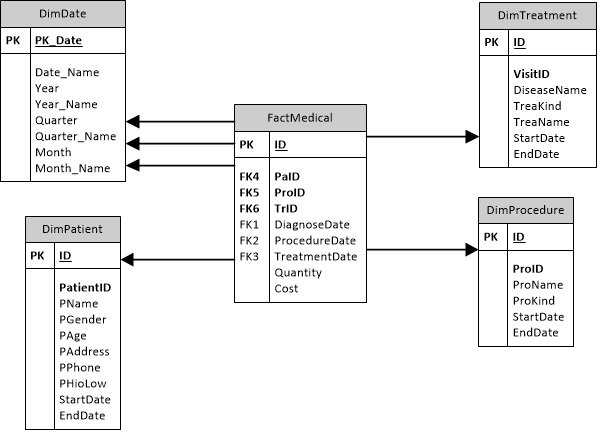 DimDate
PK PK_Date
Date_Name
Year
Year_Name
Quarter
Quarter_Name
Month
Month_Name
DimTreatment
PK ID
VisitID
DiseaseName
TreaKind
TreaName
StartDate
EndDate
FactMedical
PK ID
FK4 PaID
FK5 ProID
FK6 TrID
FK1 DiagnoseDate
FK2 ProcedureDate
FK3 TreatmentDate
Quantity
Cost
DimPatient
PK ID
PatientID
PName
PGender
PAge
PAddress
PPhone
PHioLow
StartDate
EndDate
DimProcedure
PK ID
ProID
ProName
ProKind
StartDate
EndDate